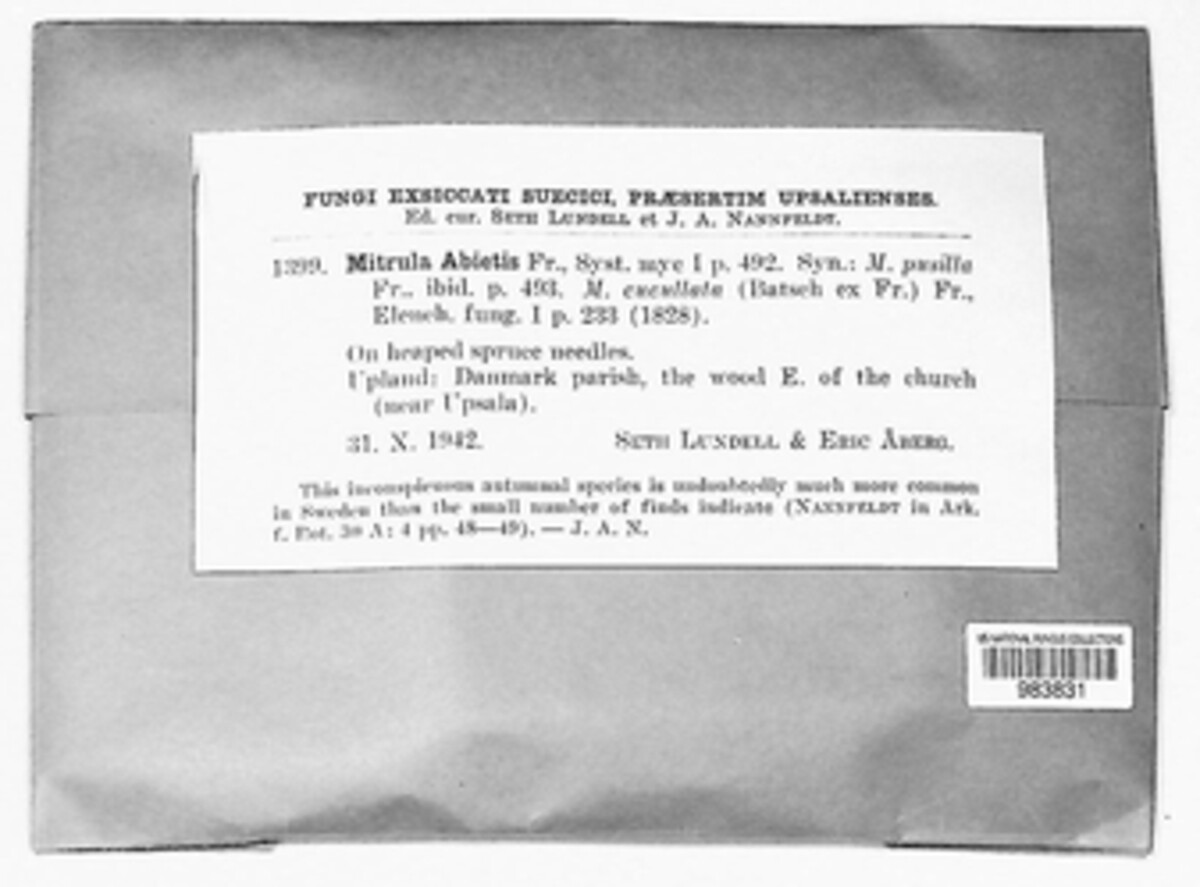 FUNGI EXSICCATI SUECICI, PRÆSERTIM UPSALIENSES.
Ed. cur. SETH LUNDELL et J. A. NANNFELDT.
1399. Mitrula Abietis Fr., Syst. myc I p. 492. Syn.: M. pusilla
Fr., ibid. p. 493. M. cucullata (Batsch ex Fr.) Fr.,
Elench. fung. I p. 233 (1828).
On heaped spruce needles.
Upland: Danmark parish, the wood E. of the church
(near Upsala).
31. X. 1942. SETH LUNDELL & ERIC ÅBERG.
This inconspicuous autumnal species is undoubtedly much more common
in Sweden than the small number of finds indicate (NANNFELDT in Ark.
f. Bot. 30 A: 4 pp. 48—49). — J. A. N.
US NATIONAL FUNGUS COLLECTIONS
983831